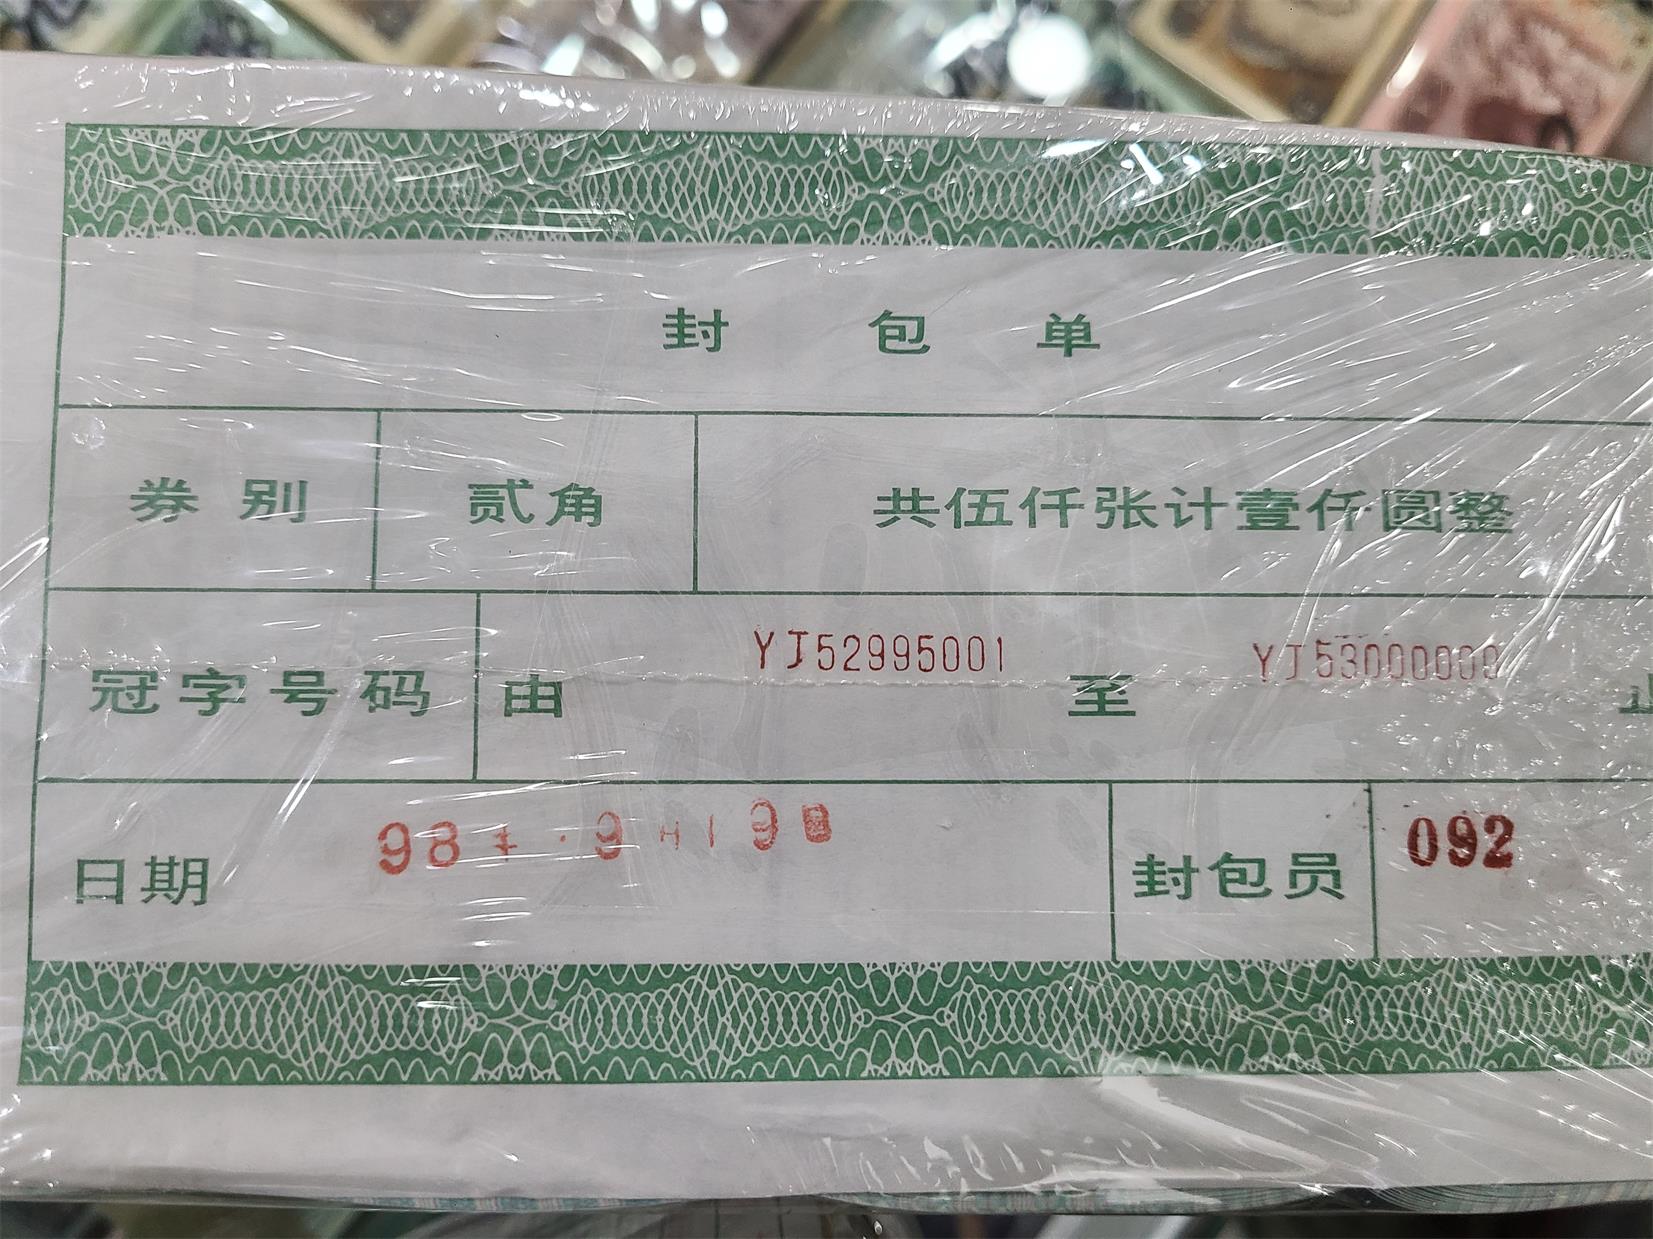 封包单
券别 贰角 共伍仟张计壹仟圆整
冠字号码 由 YJ52995001 至 YJ53000000 止
日期 封包员 092